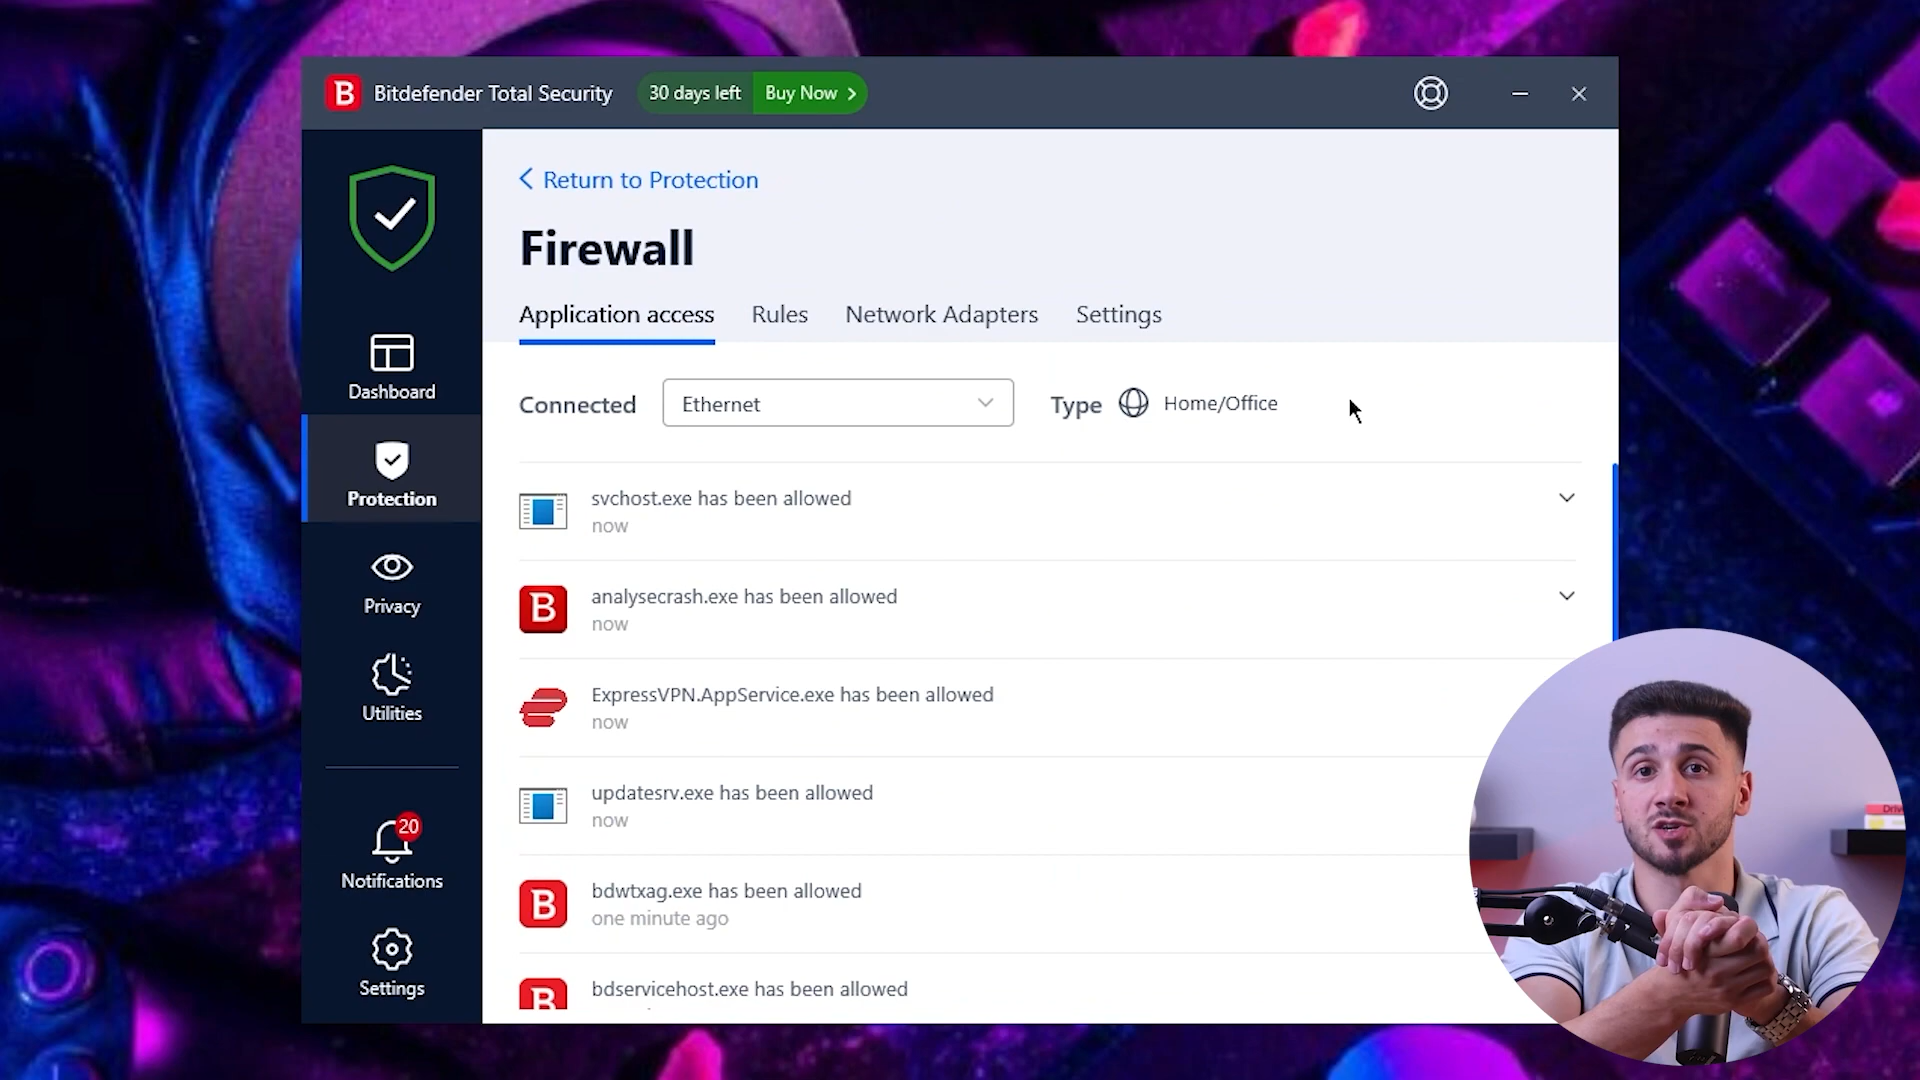 B Bitdefender Total Security 30 days left Buy Now
Return to Protection
Firewall
Application access Rules Network Adapters Settings
Connected Ethernet Type Home/Office
Dashboard
Protection
Privacy
Utilities
20
Notifications
Settings
svchost.exe has been allowed
now
B analysecrash.exe has been allowed
now
ExpressVPN.AppService.exe has been allowed
now
updatesrv.exe has been allowed
now
B bdwtxag.exe has been allowed
one minute ago
B bdservicehost.exe has been allowed